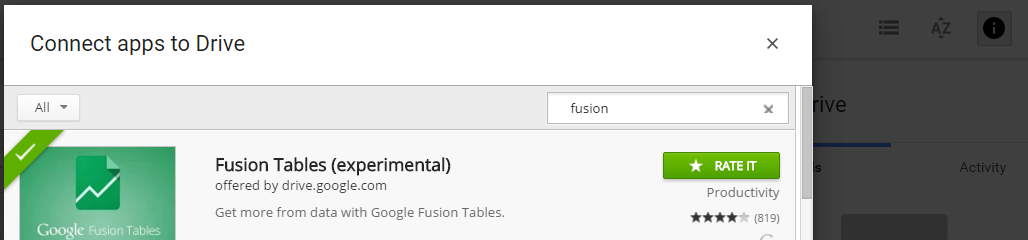 Connect apps to Drive
All
fusion
Fusion Tables (experimental)
RATE IT
offered by drive.google.com
Productivity
Get more from data with Google Fusion Tables.
(819)
Google Fusion Tables
AZ
rive
s
Activity